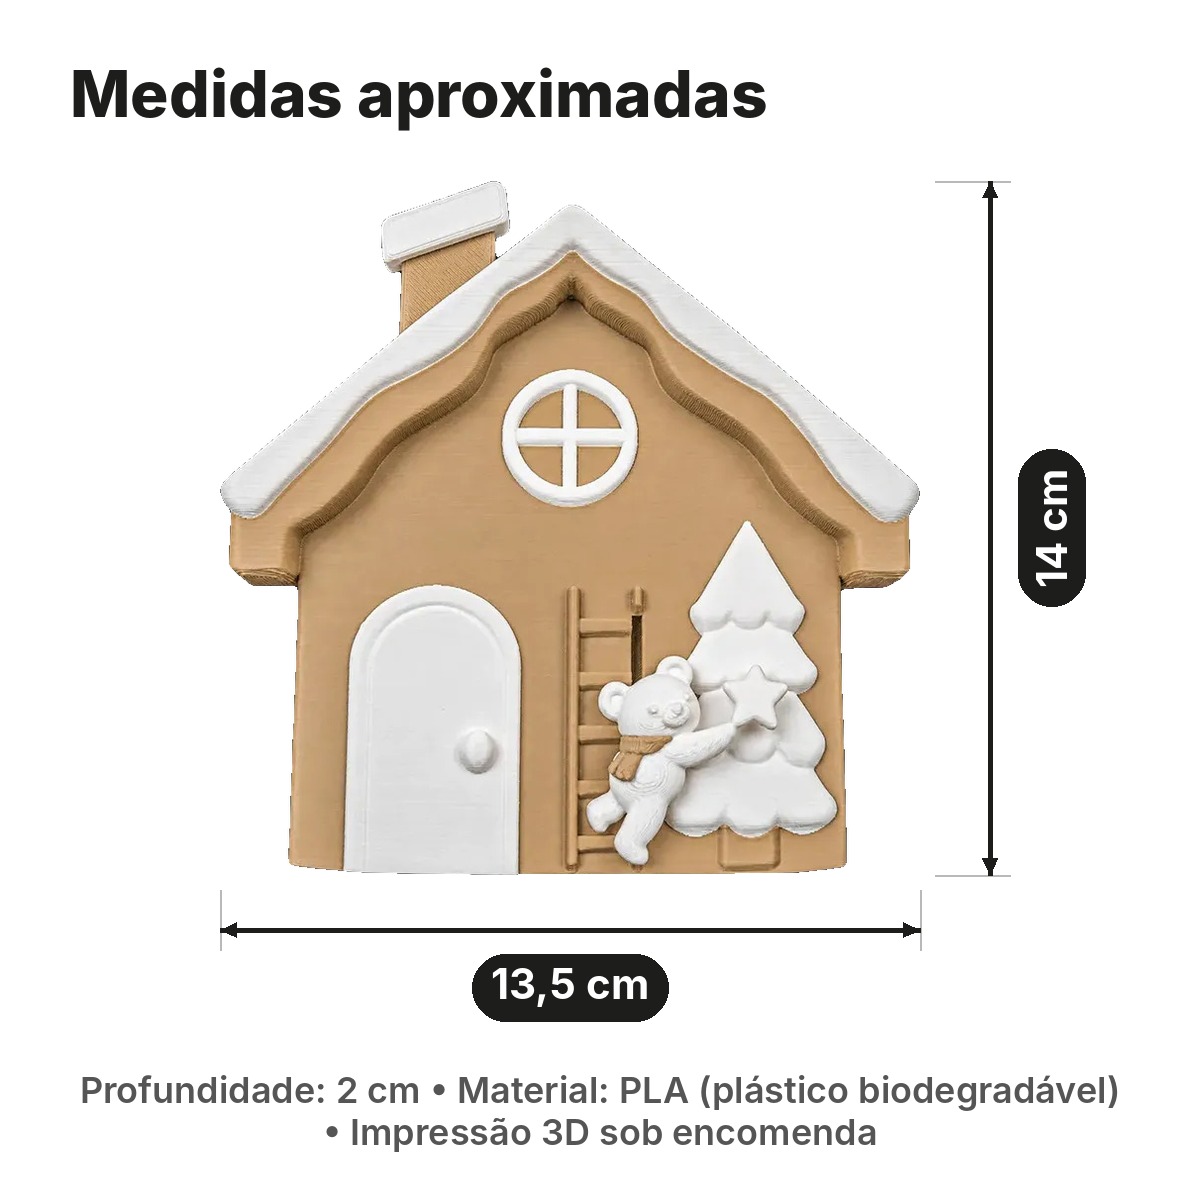 Medidas aproximadas
14 cm
13,5 cm
Profundidade: 2 cm • Material: PLA (plástico biodegradável)
• Impressão 3D sob encomenda